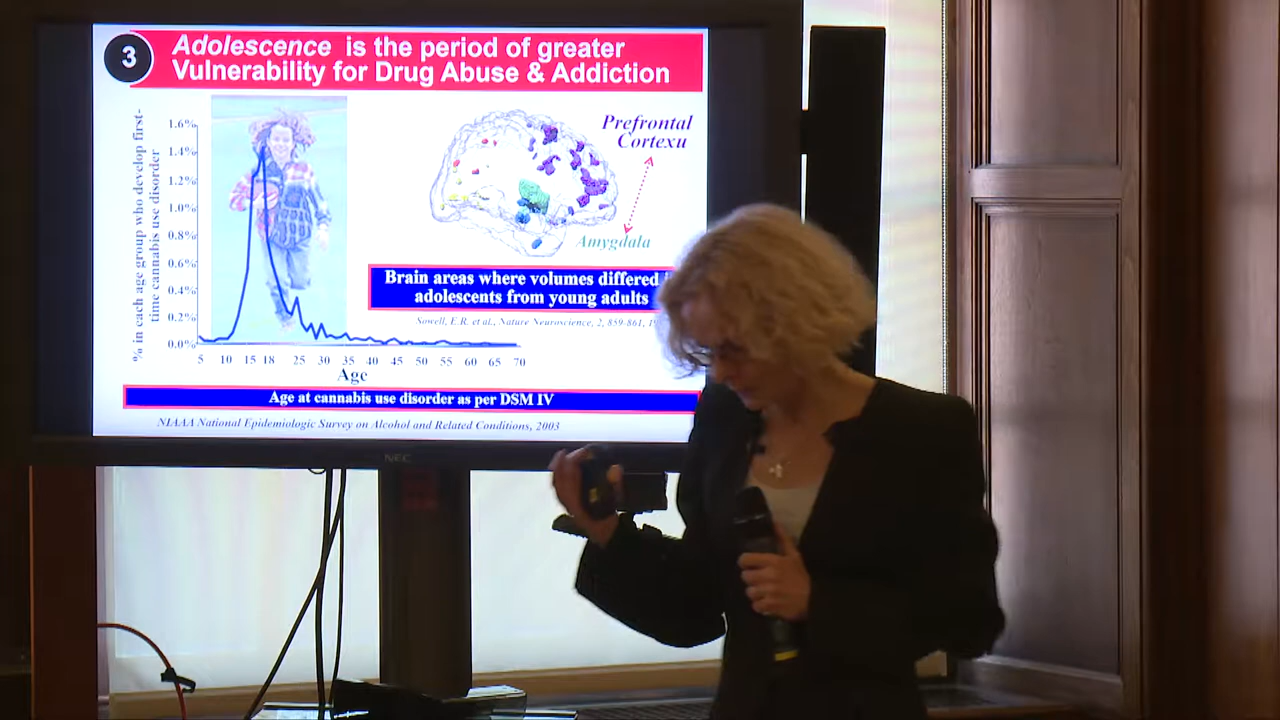 3
Adolescence is the period of greater
Vulnerability for Drug Abuse & Addiction
% in each age group who develop first-
time cannabis use disorder
1.6%
1.4%
1.2%
1.0%
0.8%
0.6%
0.4%
0.2%
0.0%
5 10 15 18 25 30 35 40 45 50 55 60 65 70
Age
Prefrontal
Cortexu
Amygdala
Brain areas where volumes differed
adolescents from young adults
Sowell, E.R. et al., Nature Neuroscience, 2, 859-861,
Age at cannabis use disorder as per DSM IV
NIAAA National Epidemiologic Survey on Alcohol and Related Conditions, 2003
NEC